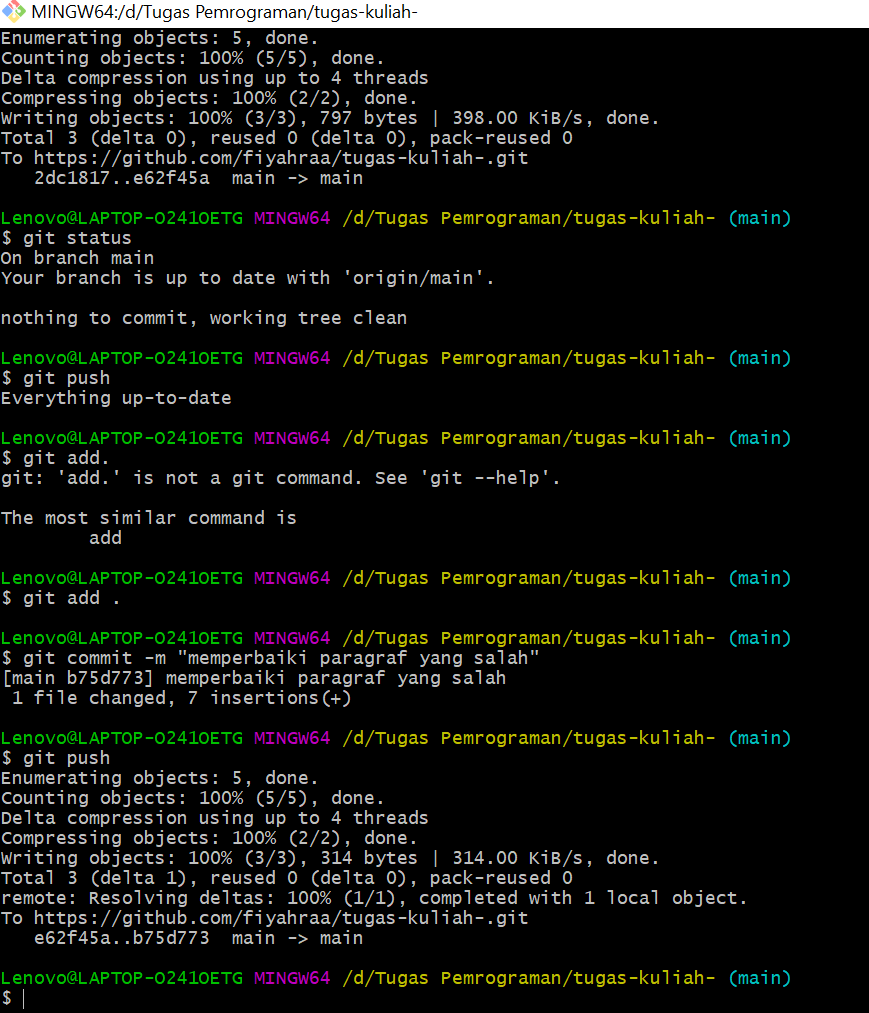 MINGW64:/d/Tugas Pemrograman/tugas-kuliah-
Enumerating objects: 5, done.
Counting objects: 100% (5/5), done.
Delta compression using up to 4 threads
Compressing objects: 100% (2/2), done.
Writing objects: 100% (3/3), 797 bytes | 398.00 KiB/s, done.
Total 3 (delta 0), reused 0 (delta 0), pack-reused 0
To https://github.com/fiyahraa/tugas-kuliah-.git
   2dc1817..e62f45a  main -> main

Lenovo@LAPTOP-O241OETG MINGW64 /d/Tugas Pemrograman/tugas-kuliah- (main)
$ git status
On branch main
Your branch is up to date with 'origin/main'.

nothing to commit, working tree clean

Lenovo@LAPTOP-O241OETG MINGW64 /d/Tugas Pemrograman/tugas-kuliah- (main)
$ git push
Everything up-to-date

Lenovo@LAPTOP-O241OETG MINGW64 /d/Tugas Pemrograman/tugas-kuliah- (main)
$ git add.
git: 'add.' is not a git command. See 'git --help'.

The most similar command is
        add

Lenovo@LAPTOP-O241OETG MINGW64 /d/Tugas Pemrograman/tugas-kuliah- (main)
$ git add .

Lenovo@LAPTOP-O241OETG MINGW64 /d/Tugas Pemrograman/tugas-kuliah- (main)
$ git commit -m "memperbaiki paragraf yang salah"
[main b75d773] memperbaiki paragraf yang salah
 1 file changed, 7 insertions(+)

Lenovo@LAPTOP-O241OETG MINGW64 /d/Tugas Pemrograman/tugas-kuliah- (main)
$ git push
Enumerating objects: 5, done.
Counting objects: 100% (5/5), done.
Delta compression using up to 4 threads
Compressing objects: 100% (2/2), done.
Writing objects: 100% (3/3), 314 bytes | 314.00 KiB/s, done.
Total 3 (delta 1), reused 0 (delta 0), pack-reused 0
remote: Resolving deltas: 100% (1/1), completed with 1 local object.
To https://github.com/fiyahraa/tugas-kuliah-.git
   e62f45a..b75d773  main -> main

Lenovo@LAPTOP-O241OETG MINGW64 /d/Tugas Pemrograman/tugas-kuliah- (main)
$